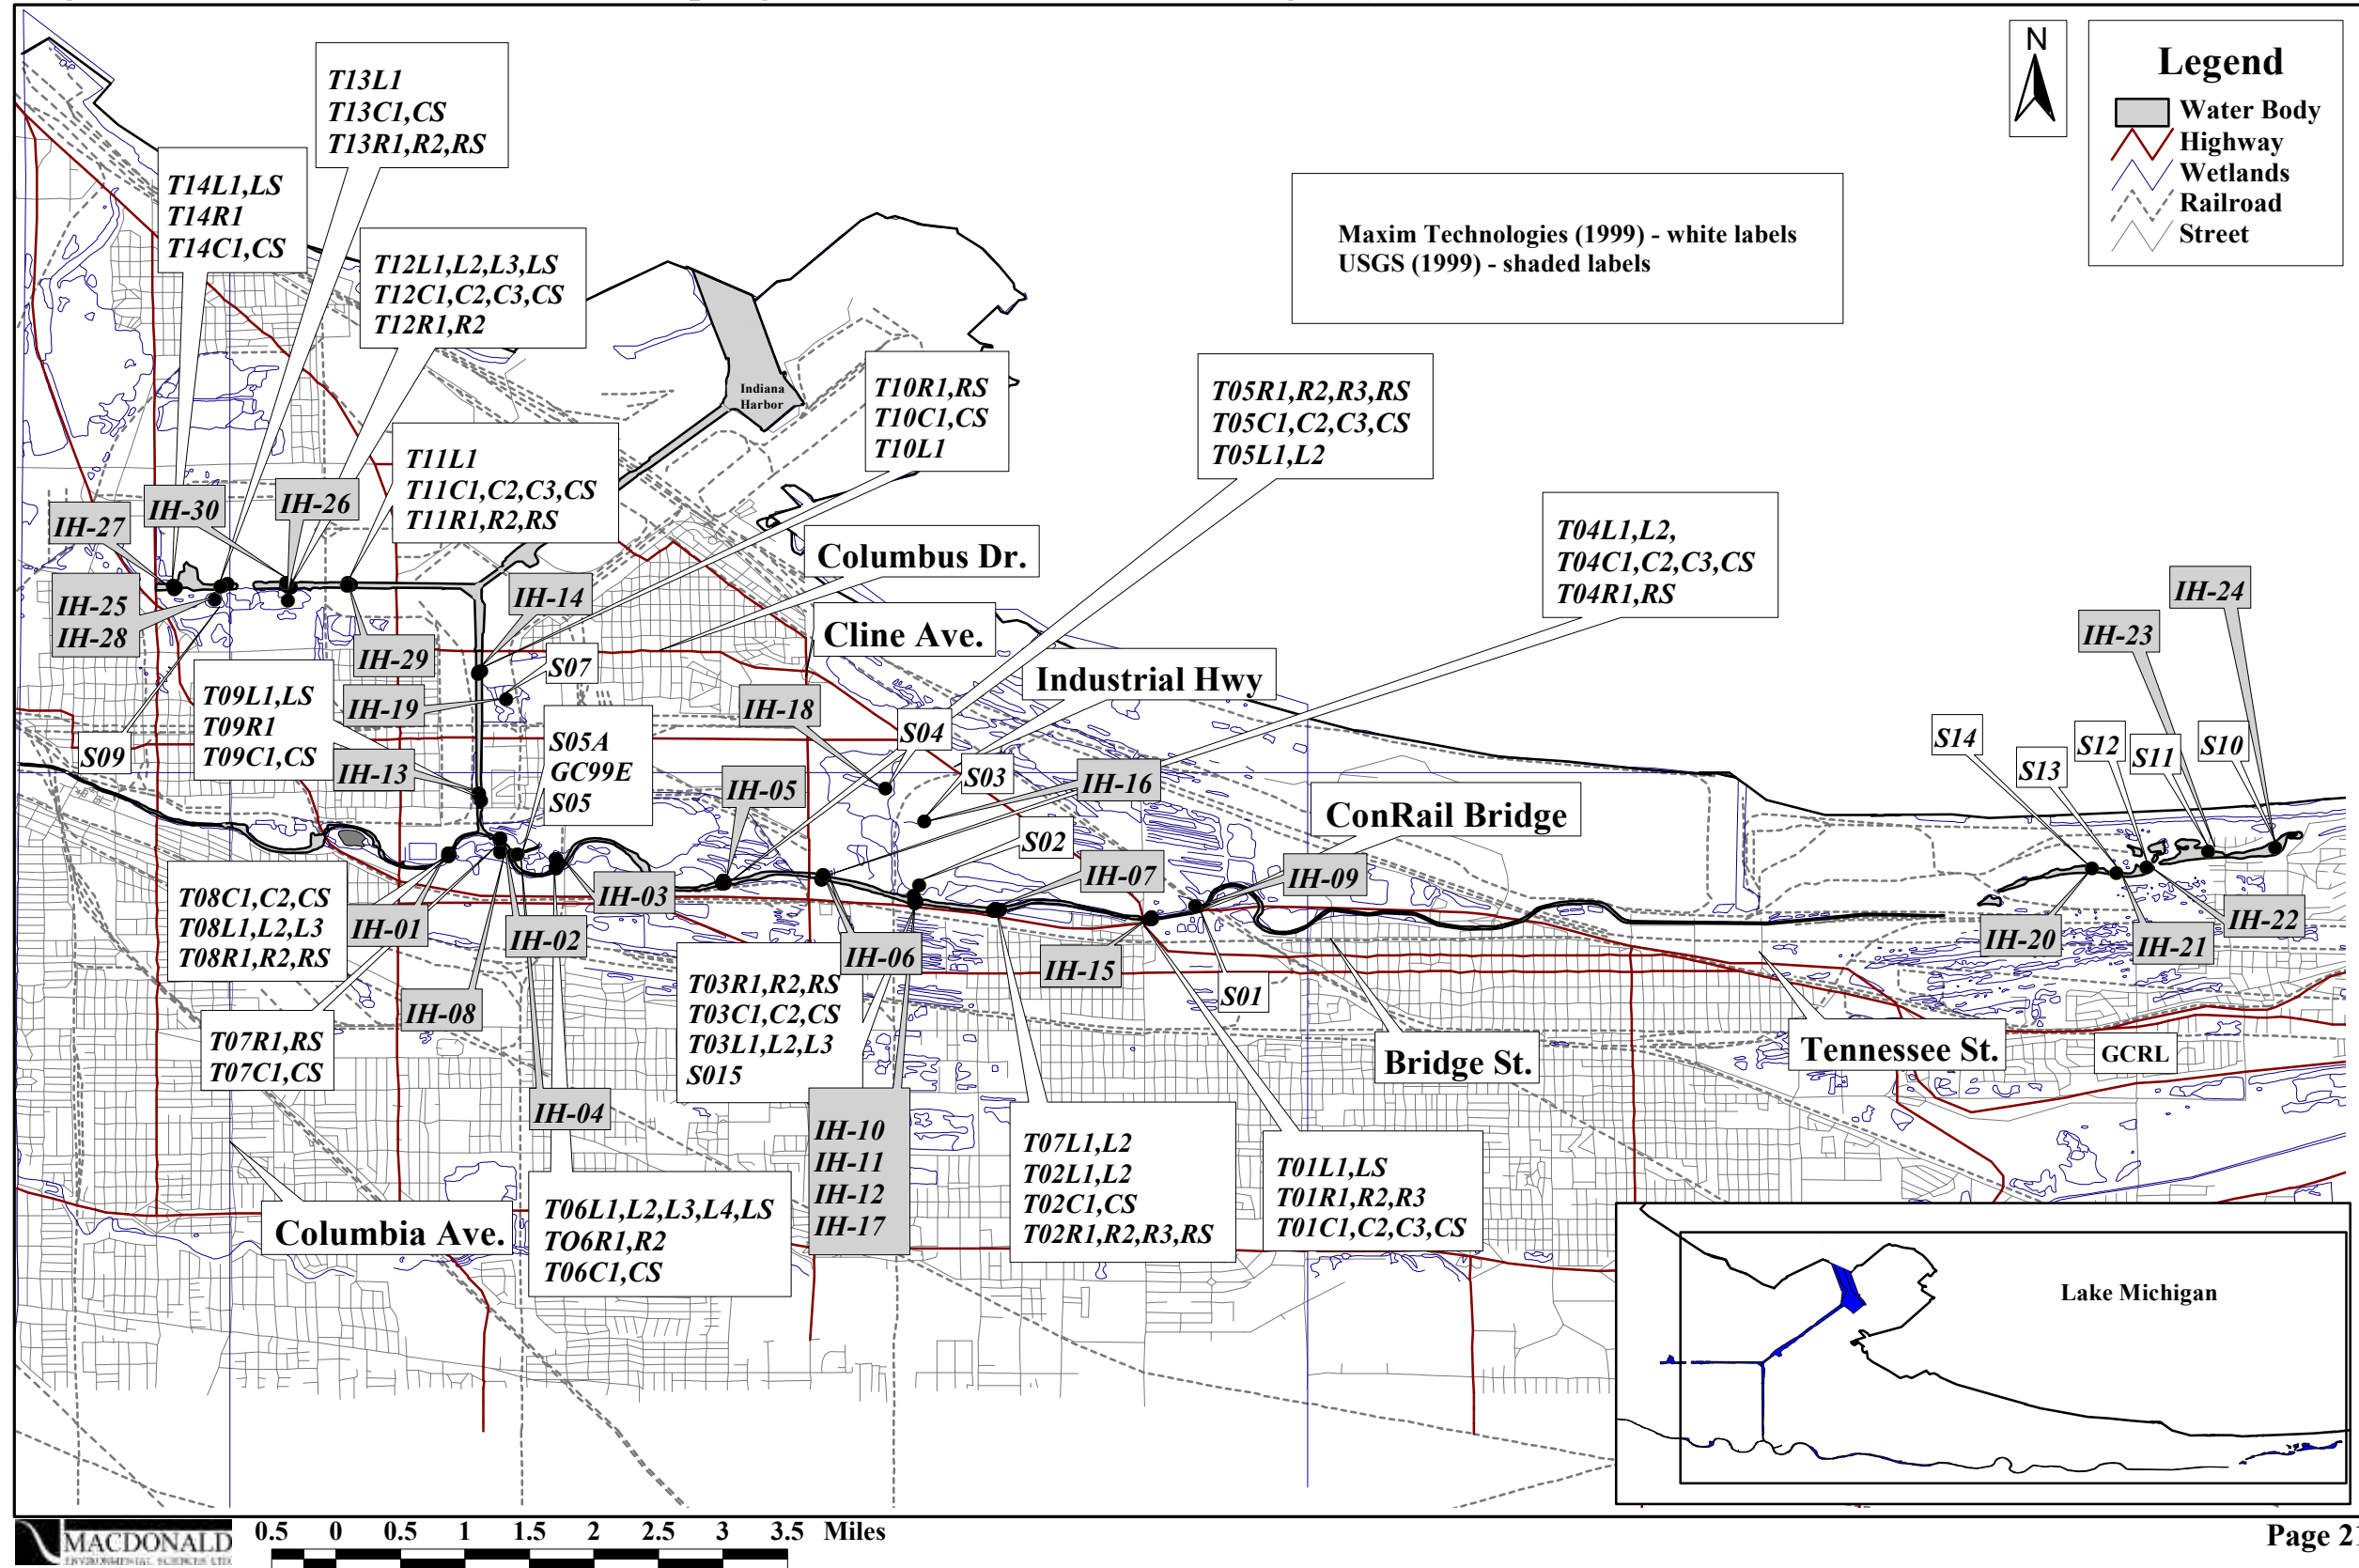 N
Legend
Water Body
Highway
Wetlands
Railroad
Street
Maxim Technologies (1999) - white labels
USGS (1999) - shaded labels
T13L1
T13C1,CS
T13R1,R2,RS
T14L1,LS
T14R1
T14C1,CS
T12L1,L2,L3,LS
T12C1,C2,C3,CS
T12R1,R2
Indiana
Harbor
T10R1,RS
T10C1,CS
T10L1
T05R1,R2,R3,RS
T05C1,C2,C3,CS
T05L1,L2
T11L1
T11C1,C2,C3,CS
T11R1,R2,RS
IH-27
IH-30
IH-26
T04L1,L2,
T04C1,C2,C3,CS
T04R1,RS
Columbus Dr.
IH-25
IH-28
IH-14
IH-24
IH-23
Cline Ave.
IH-29
S07
Industrial Hwy
T09L1,LS
T09R1
T09C1,CS
IH-19
IH-18
S04
S09
S05A
GC99E
S05
IH-13
IH-05
S03
IH-16
S14
S13
S12
S11
S10
ConRail Bridge
S02
T08C1,C2,CS
T08L1,L2,L3
T08R1,R2,RS
IH-01
IH-02
IH-03
IH-07
IH-09
IH-20
IH-21
IH-22
IH-06
IH-15
S01
IH-08
T03R1,R2,RS
T03C1,C2,CS
T03L1,L2,L3
S015
T07R1,RS
T07C1,CS
Bridge St.
Tennessee St.
GCRL
IH-04
IH-10
IH-11
IH-12
IH-17
T07L1,L2
T02L1,L2
T02C1,CS
T02R1,R2,R3,RS
T01L1,LS
T01R1,R2,R3
T01C1,C2,C3,CS
Columbia Ave.
T06L1,L2,L3,L4,LS
TO6R1,R2
T06C1,CS
Lake Michigan
MACDONALD
ENVIRONMENTAL SCIENCES LTD.
0.5 0 0.5 1 1.5 2 2.5 3 3.5 Miles
Page 21